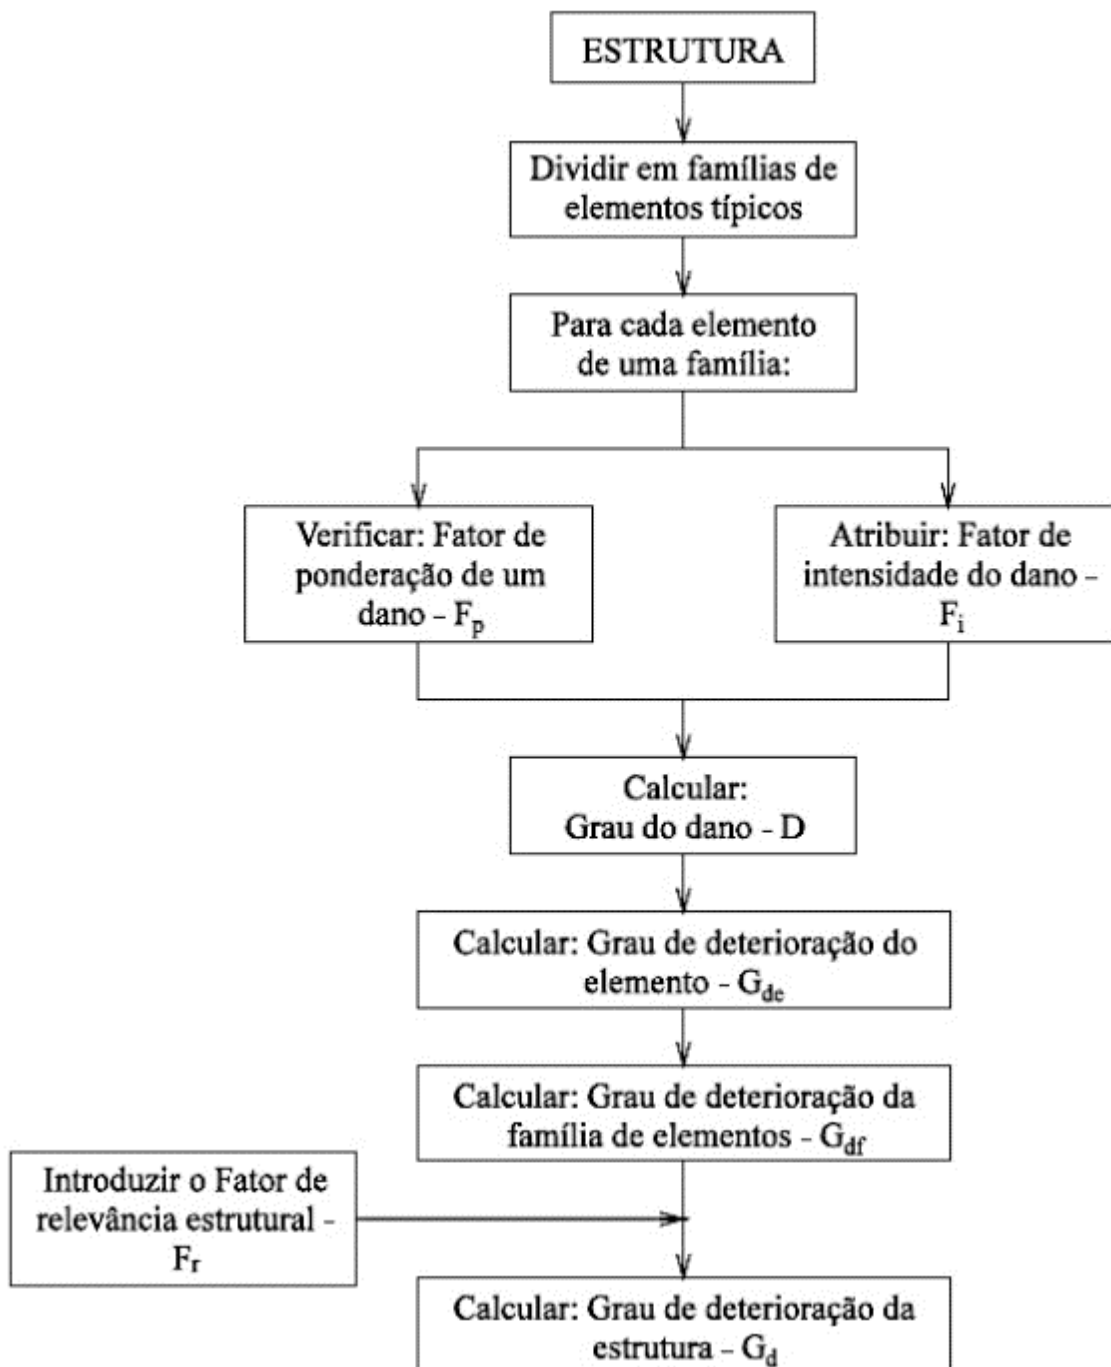 ESTRUTURA
Dividir em famílias de
elementos típicos
Para cada elemento
de uma família:
Verificar: Fator de
ponderação de um
dano - Fp
Atribuir: Fator de
intensidade do dano -
Fi
Calcular:
Grau do dano - D
Calcular: Grau de deterioração do
elemento - Gde
Calcular: Grau de deterioração da
família de elementos - Gdf
Introduzir o Fator de
relevância estrutural -
Fr
Calcular: Grau de deterioração da
estrutura - Gd